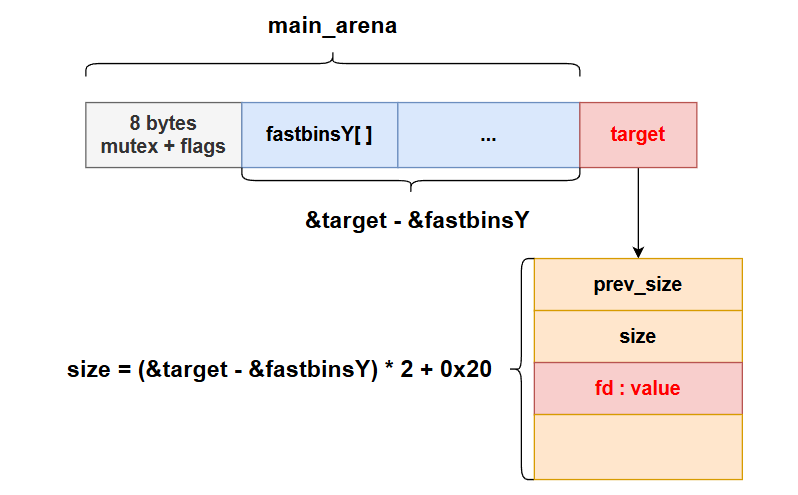 main_arena
8 bytes
mutex + flags
fastbinsY[ ]
...
target
&target - &fastbinsY
prev_size
size
size = (&target - &fastbinsY) * 2 + 0x20
fd : value